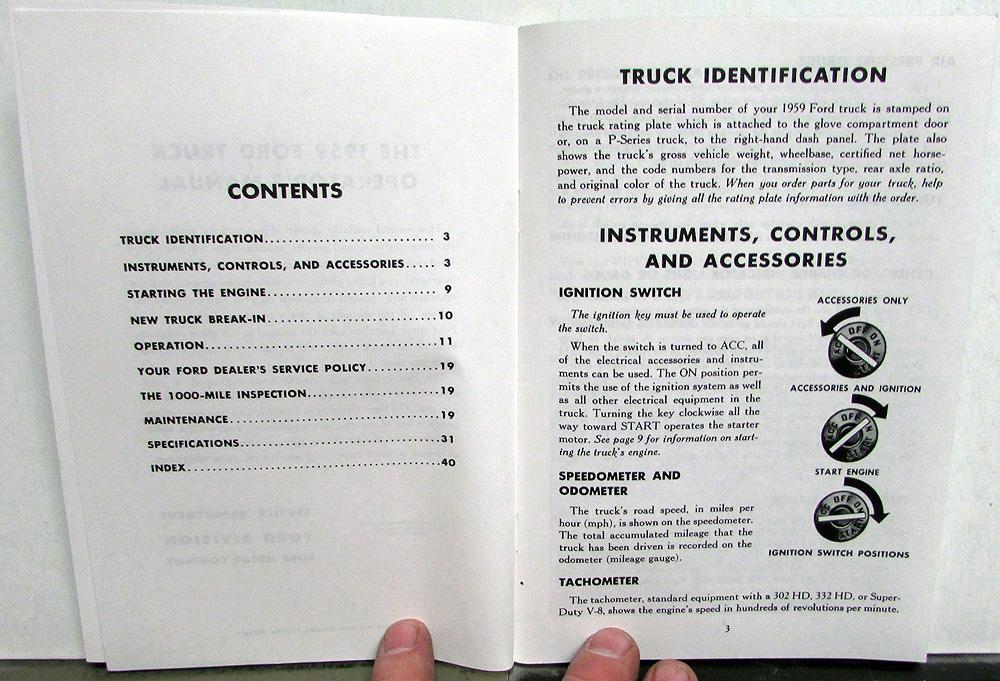 CONTENTS
TRUCK IDENTIFICATION.......................... 3
INSTRUMENTS, CONTROLS, AND ACCESSORIES..... 3
STARTING THE ENGINE........................... 9
NEW TRUCK BREAK-IN..........................10
OPERATION.....................................11
YOUR FORD DEALER'S SERVICE POLICY...........19
THE 1000-MILE INSPECTION.....................19
MAINTENANCE..................................19
SPECIFICATIONS................................31
INDEX.........................................40
TRUCK IDENTIFICATION
The model and serial number of your 1959 Ford truck is stamped on
the truck rating plate which is attached to the glove compartment door
or, on a P-Series truck, to the right-hand dash panel. The plate also
shows the truck's gross vehicle weight, wheelbase, certified net horse-
power, and the code numbers for the transmission type, rear axle ratio,
and original color of the truck. When you order parts for your truck, help
to prevent errors by giving all the rating plate information with the order.
INSTRUMENTS, CONTROLS,
AND ACCESSORIES
IGNITION SWITCH
The ignition key must be used to operate
the switch.
When the switch is turned to ACC, all
of the electrical accessories and instru-
ments can be used. The ON position per-
mits the use of the ignition system as well
as all other electrical equipment in the
truck. Turning the key clockwise all the
way toward START operates the starter
motor. See page 9 for information on start-
ing the truck's engine.
SPEEDOMETER AND
ODOMETER
The truck's road speed, in miles per
hour (mph), is shown on the speedometer.
The total accumulated mileage that the
truck has been driven is recorded on the
odometer (mileage gauge).
ACCESSORIES ONLY
ACC OFF ON
ACCESSORIES AND IGNITION
ACC OFF START
START ENGINE
OFF ON START
IGNITION SWITCH POSITIONS
TACHOMETER
The tachometer, standard equipment with a 302 HD, 332 HD, or Super-
Duty V-8, shows the engine's speed in hundreds of revolutions per minute.
3